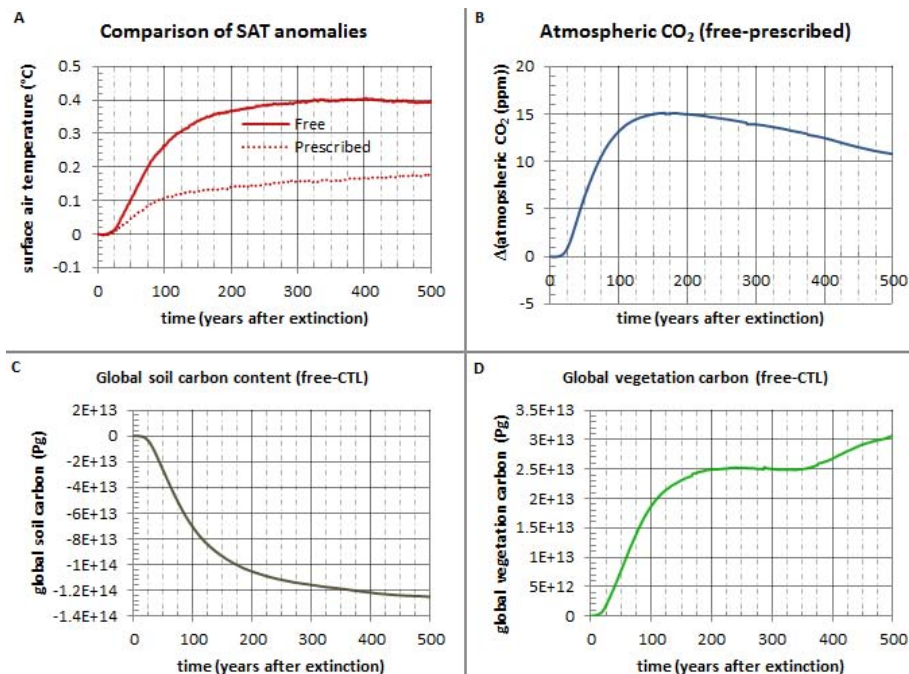 A
Comparison of SAT anomalies
surface air temperature (°C)
0.5
0.4
0.3
0.2
0.1
0
-0.1
Free
Prescribed
0 100 200 300 400 500
time (years after extinction)
B
Atmospheric CO₂ (free-prescribed)
Δ(atmopspheric CO₂ (ppm))
20
15
10
5
0
-5
0 100 200 300 400 500
time (years after extinction)
C
Global soil carbon content (free-CTL)
global soil carbon (Pg)
2E+13
0
-2E+13
-4E+13
-6E+13
-8E+13
-1E+14
-1.2E+14
-1.4E+14
0 100 200 300 400 500
time (years after extinction)
D
Global vegetation carbon (free-CTL)
global vegetation carbon (Pg)
3.5E+13
3E+13
2.5E+13
2E+13
1.5E+13
1E+13
5E+12
0
0 100 200 300 400 500
time (years after extinction)